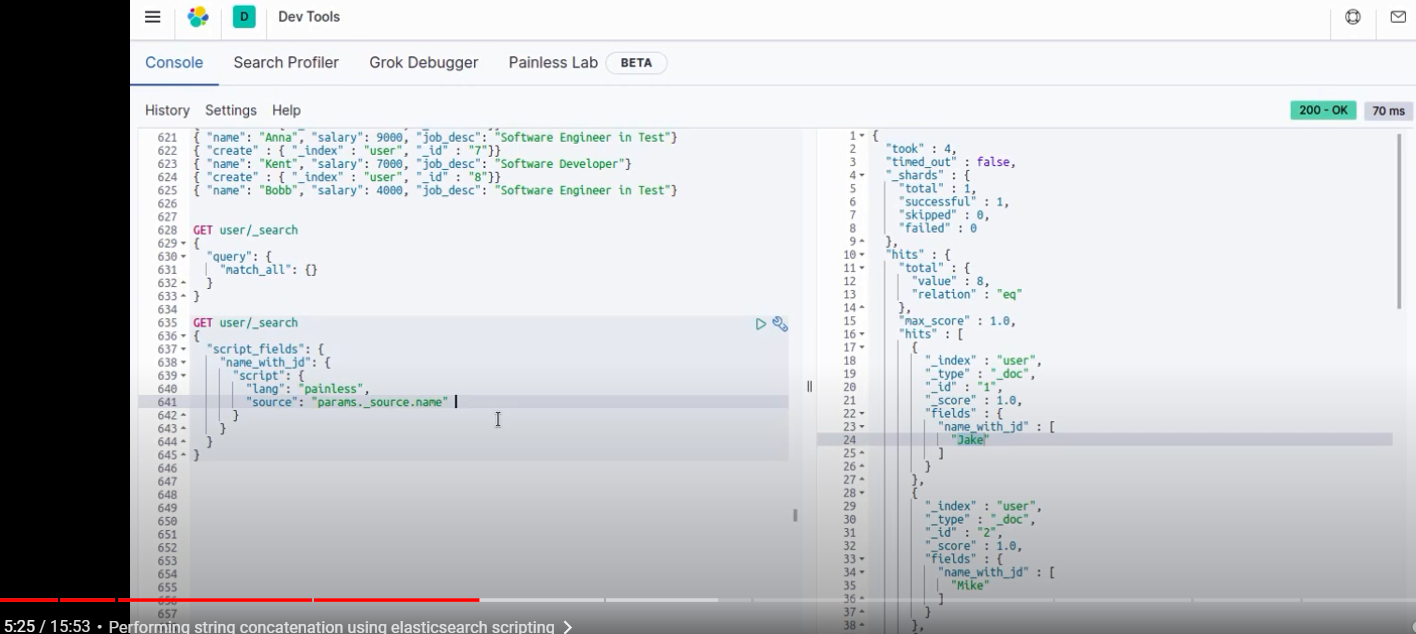 D Dev Tools
Console Search Profiler Grok Debugger Painless Lab BETA
History Settings Help
200 - OK 70 ms
621 { "name": "Anna", "salary": 9000, "job_desc": "Software Engineer in Test"}
622 { "create" : { "_index" : "user", "_id" : "7"}}
623 { "name": "Kent", "salary": 7000, "job_desc": "Software Developer"}
624 { "create" : { "_index" : "user", "_id" : "8"}}
625 { "name": "Bobb", "salary": 4000, "job_desc": "Software Engineer in Test"}
626
627
628 GET user/_search
629 {
630 "query": {
631 "match_all": {}
632 }
633 }
634
635 GET user/_search
636 {
637 "script_fields": {
638 "name_with_jd": {
639 "script": {
640 "lang": "painless",
641 "source": "params._source.name"
642 }
643 }
644 }
645 }
646
647
648
649
650
651
652
653
654
655
656
657
1 {
2 "took" : 4,
3 "timed_out" : false,
4 "_shards" : {
5 "total" : 1,
6 "successful" : 1,
7 "skipped" : 0,
8 "failed" : 0
9 },
10 "hits" : {
11 "total" : {
12 "value" : 8,
13 "relation" : "eq"
14 },
15 "max_score" : 1.0,
16 "hits" : [
17 {
18 "_index" : "user",
19 "_type" : "_doc",
20 "_id" : "1",
21 "_score" : 1.0,
22 "fields" : {
23 "name_with_jd" : [
24 "Jake"
25 ]
26 }
27 },
28 {
29 "_index" : "user",
30 "_type" : "_doc",
31 "_id" : "2",
32 "_score" : 1.0,
33 "fields" : {
34 "name_with_jd" : [
35 "Mike"
36 ]
37 }
38 },
5:25 / 15:53 • Performing string concatenation using elasticsearch scripting